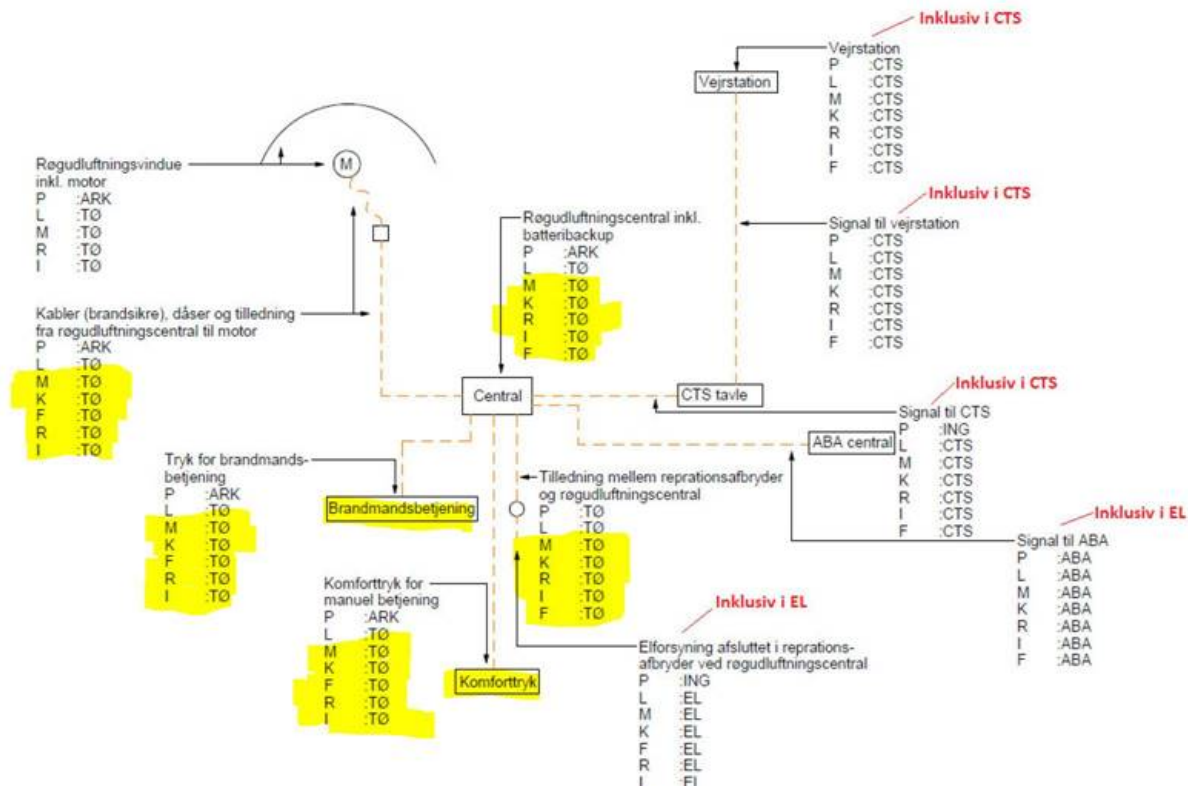 Inklusiv i CTS
Vejrstation
P :CTS
L :CTS
M :CTS
K :CTS
R :CTS
I :CTS
F :CTS
Vejrstation
Inklusiv i CTS
Signal til vejrstation
P :CTS
L :CTS
M :CTS
K :CTS
R :CTS
I :CTS
F :CTS
M
Røgudluftningsvindue
inkl. motor
P :ARK
L :TØ
M :TØ
R :TØ
I :TØ
Røgudluftningscentral inkl.
batteribackup
P :ARK
L :TØ
M :TØ
K :TØ
R :TØ
I :TØ
F :TØ
Kabler (brandsikre), dåser og tilledning
fra røgudluftningscentral til motor
P :ARK
L :TØ
M :TØ
K :TØ
F :TØ
R :TØ
I :TØ
Central
CTS tavle
Inklusiv i CTS
Signal til CTS
P :ING
L :CTS
M :CTS
K :CTS
R :CTS
I :CTS
F :CTS
ABA central
Tryk for brandmands-
betjening
P :ARK
L :TØ
M :TØ
K :TØ
F :TØ
R :TØ
I :TØ
Brandmandsbetjening
Tilledning mellem reprationsafbryder
og røgudluftningscentral
P :TØ
L :TØ
M :TØ
K :TØ
R :TØ
I :TØ
F :TØ
Inklusiv i EL
Signal til ABA
P :ABA
L :ABA
M :ABA
K :ABA
R :ABA
I :ABA
F :ABA
Komforttryk for
manuel betjening
P :ARK
L :TØ
M :TØ
K :TØ
F :TØ
R :TØ
I :TØ
Komforttryk
Inklusiv i EL
Elforsyning afsluttet i reprations-
afbryder ved røgudluftningscentral
P :ING
L :EL
M :EL
K :EL
F :EL
R :EL
I :EL